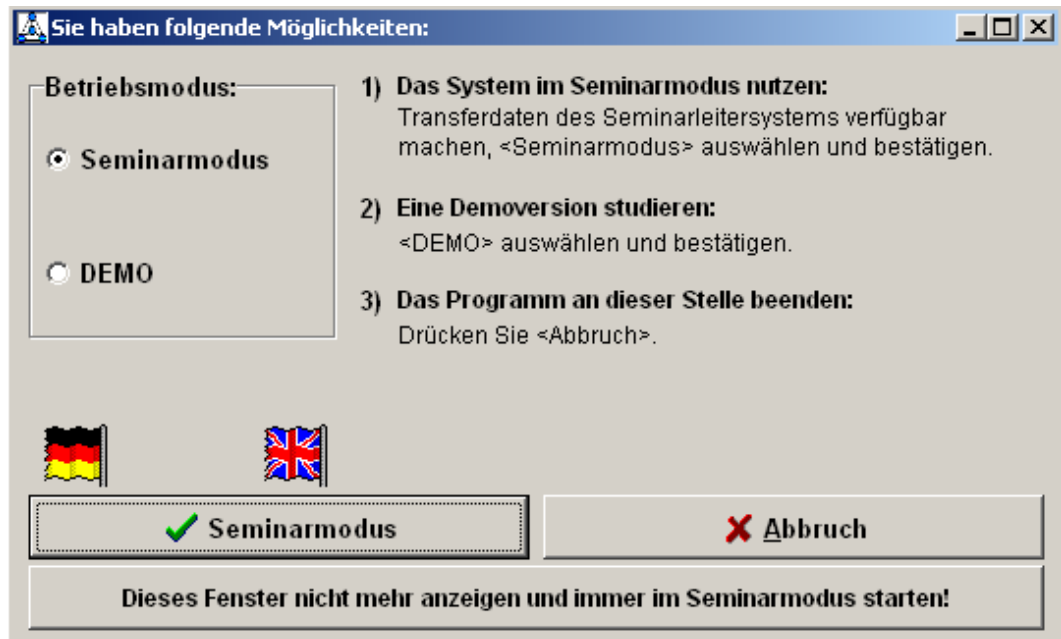 Sie haben folgende Möglichkeiten:
Betriebsmodus:
Seminarmodus
DEMO
1) Das System im Seminarmodus nutzen:
Transferdaten des Seminarleitersystems verfügbar
machen, <Seminarmodus> auswählen und bestätigen.
2) Eine Demoversion studieren:
<DEMO> auswählen und bestätigen.
3) Das Programm an dieser Stelle beenden:
Drücken Sie <Abbruch>.
Seminarmodus
Abbruch
Dieses Fenster nicht mehr anzeigen und immer im Seminarmodus starten!